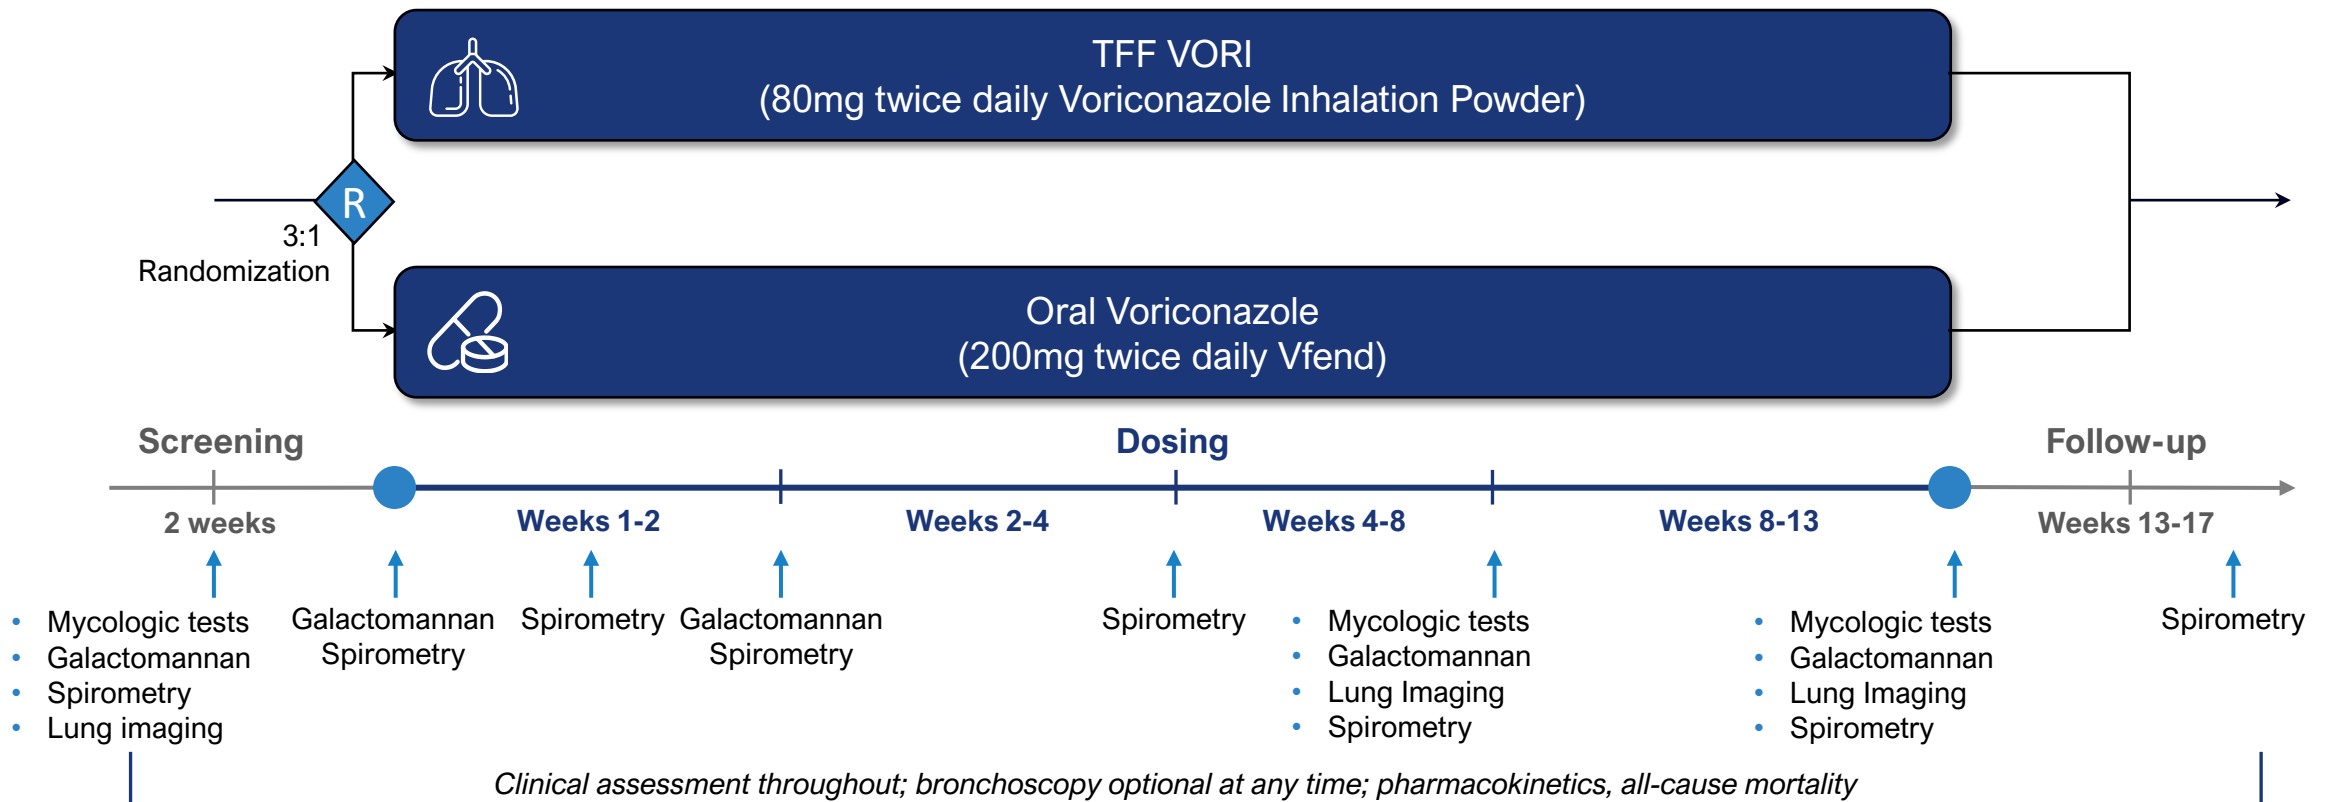 TFF VORI
(80mg twice daily Voriconazole Inhalation Powder)
R
3:1
Randomization
Oral Voriconazole
(200mg twice daily Vfend)
Screening
Dosing
Follow-up
2 weeks
Weeks 1-2
Weeks 2-4
Weeks 4-8
Weeks 8-13
Weeks 13-17
• Mycologic tests
• Galactomannan
• Spirometry
• Lung imaging
Galactomannan
Spirometry
Spirometry
Galactomannan
Spirometry
Spirometry
• Mycologic tests
• Galactomannan
• Lung Imaging
• Spirometry
• Mycologic tests
• Galactomannan
• Lung Imaging
• Spirometry
Spirometry
Clinical assessment throughout; bronchoscopy optional at any time; pharmacokinetics, all-cause mortality